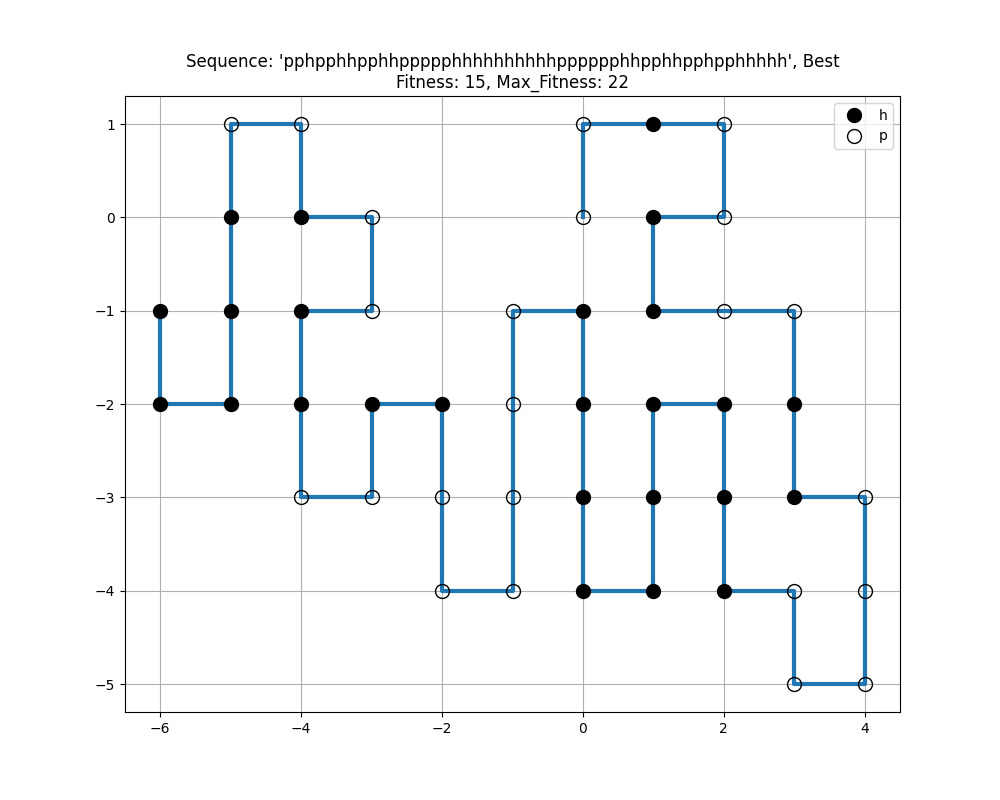 Sequence: 'pphpphhpphhppppphhhhhhhhhhpppppphhpphhpphpphhhhh', Best
Fitness: 15, Max_Fitness: 22
h
p
1
0
−1
−2
−3
−4
−5
−6 −4 −2 0 2 4